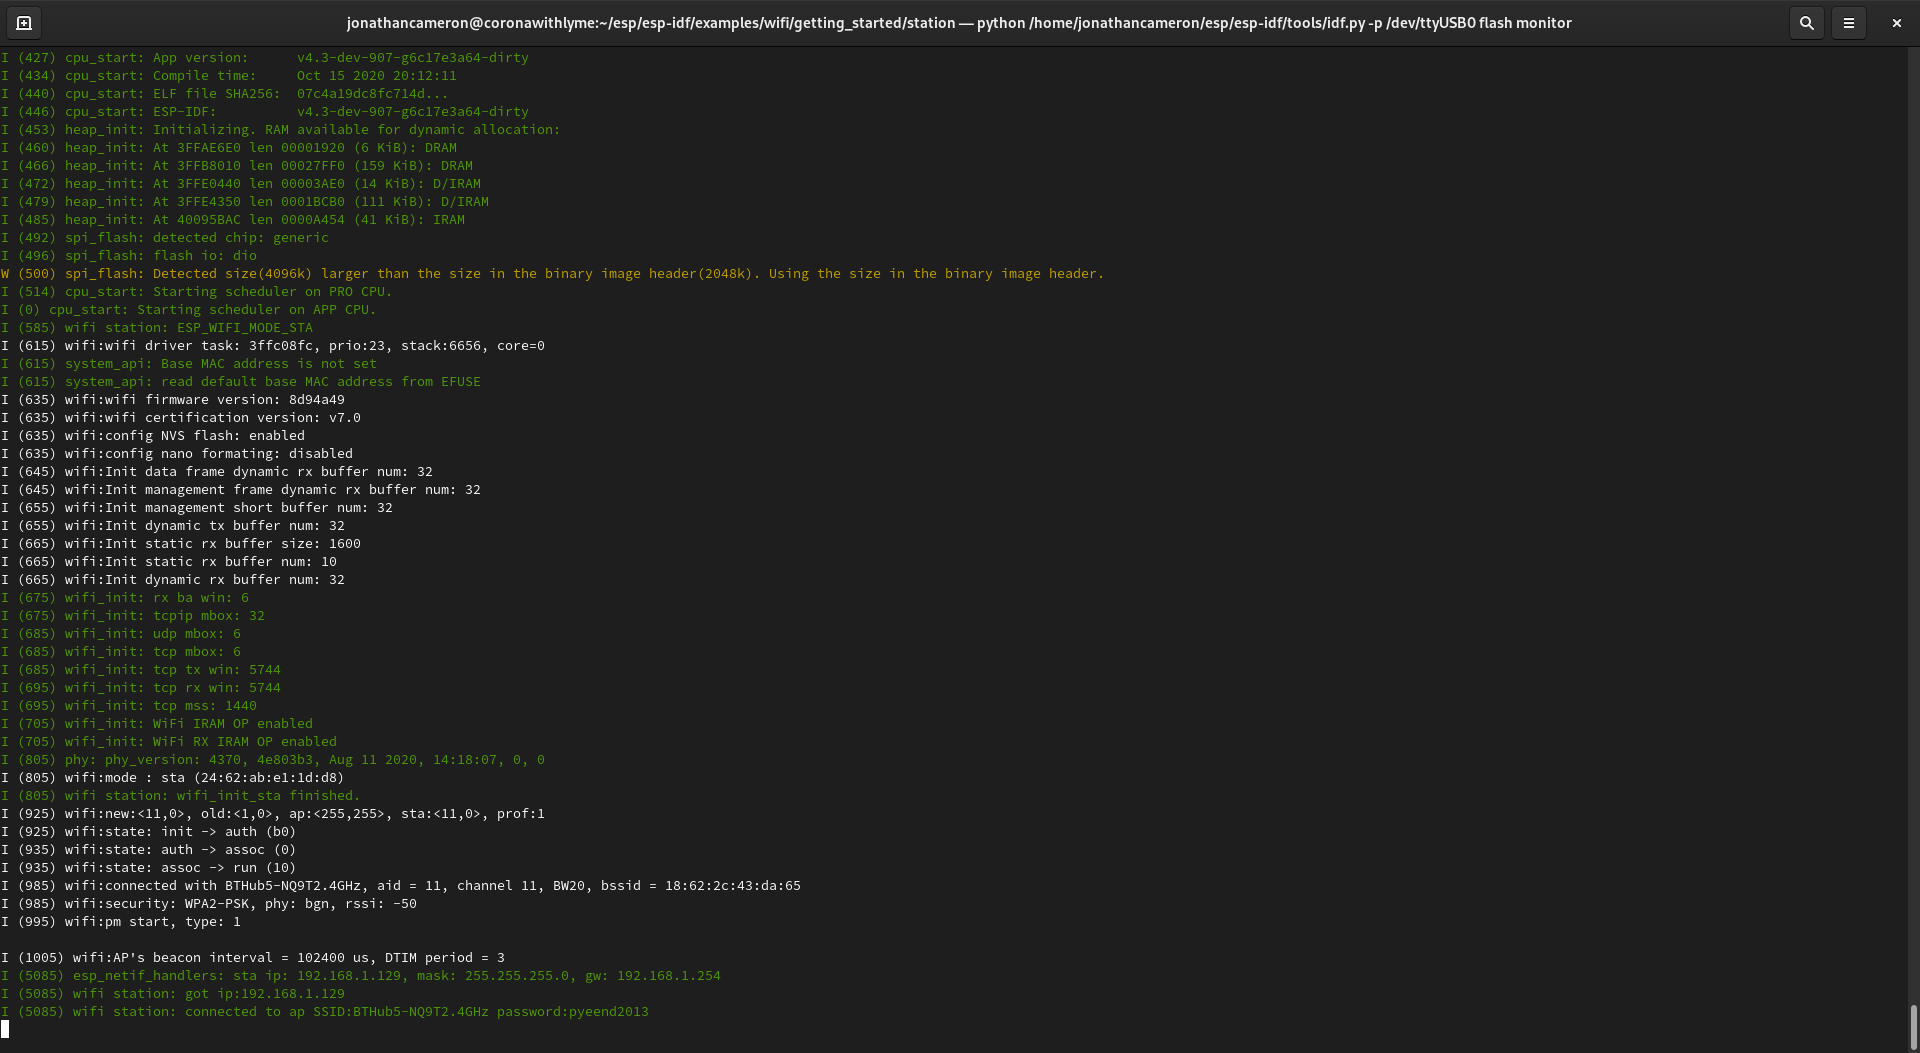 jonathancameron@coronawithlyme:~/esp/esp-idf/examples/wifi/getting_started/station — python /home/jonathancameron/esp/esp-idf/tools/idf.py -p /dev/ttyUSB0 flash monitor
I (427) cpu_start: App version:      v4.3-dev-907-g6c17e3a64-dirty
I (434) cpu_start: Compile time:     Oct 15 2020 20:12:11
I (440) cpu_start: ELF file SHA256:  07c4a19dc8fc714d...
I (446) cpu_start: ESP-IDF:          v4.3-dev-907-g6c17e3a64-dirty
I (453) heap_init: Initializing. RAM available for dynamic allocation:
I (460) heap_init: At 3FFAE6E0 len 00001920 (6 KiB): DRAM
I (466) heap_init: At 3FFB8010 len 00027FF0 (159 KiB): DRAM
I (472) heap_init: At 3FFE0440 len 00003AE0 (14 KiB): D/IRAM
I (479) heap_init: At 3FFE4350 len 0001BCB0 (111 KiB): D/IRAM
I (485) heap_init: At 40095BAC len 0000A454 (41 KiB): IRAM
I (492) spi_flash: detected chip: generic
I (496) spi_flash: flash io: dio
W (500) spi_flash: Detected size(4096k) larger than the size in the binary image header(2048k). Using the size in the binary image header.
I (514) cpu_start: Starting scheduler on PRO CPU.
I (0) cpu_start: Starting scheduler on APP CPU.
I (585) wifi station: ESP_WIFI_MODE_STA
I (615) wifi:wifi driver task: 3ffc08fc, prio:23, stack:6656, core=0
I (615) system_api: Base MAC address is not set
I (615) system_api: read default base MAC address from EFUSE
I (635) wifi:wifi firmware version: 8d94a49
I (635) wifi:wifi certification version: v7.0
I (635) wifi:config NVS flash: enabled
I (635) wifi:config nano formating: disabled
I (645) wifi:Init data frame dynamic rx buffer num: 32
I (645) wifi:Init management frame dynamic rx buffer num: 32
I (655) wifi:Init management short buffer num: 32
I (655) wifi:Init dynamic tx buffer num: 32
I (665) wifi:Init static rx buffer size: 1600
I (665) wifi:Init static rx buffer num: 10
I (665) wifi:Init dynamic rx buffer num: 32
I (675) wifi_init: rx ba win: 6
I (675) wifi_init: tcpip mbox: 32
I (685) wifi_init: udp mbox: 6
I (685) wifi_init: tcp mbox: 6
I (685) wifi_init: tcp tx win: 5744
I (695) wifi_init: tcp rx win: 5744
I (695) wifi_init: tcp mss: 1440
I (705) wifi_init: WiFi IRAM OP enabled
I (705) wifi_init: WiFi RX IRAM OP enabled
I (805) phy: phy_version: 4370, 4e803b3, Aug 11 2020, 14:18:07, 0, 0
I (805) wifi:mode : sta (24:62:ab:e1:1d:d8)
I (805) wifi station: wifi_init_sta finished.
I (925) wifi:new:<11,0>, old:<1,0>, ap:<255,255>, sta:<11,0>, prof:1
I (925) wifi:state: init -> auth (b0)
I (935) wifi:state: auth -> assoc (0)
I (935) wifi:state: assoc -> run (10)
I (985) wifi:connected with BTHub5-NQ9T2.4GHz, aid = 11, channel 11, BW20, bssid = 18:62:2c:43:da:65
I (985) wifi:security: WPA2-PSK, phy: bgn, rssi: -50
I (995) wifi:pm start, type: 1
I (1005) wifi:AP's beacon interval = 102400 us, DTIM period = 3
I (5085) esp_netif_handlers: sta ip: 192.168.1.129, mask: 255.255.255.0, gw: 192.168.1.254
I (5085) wifi station: got ip:192.168.1.129
I (5085) wifi station: connected to ap SSID:BTHub5-NQ9T2.4GHz password:pyeend2013